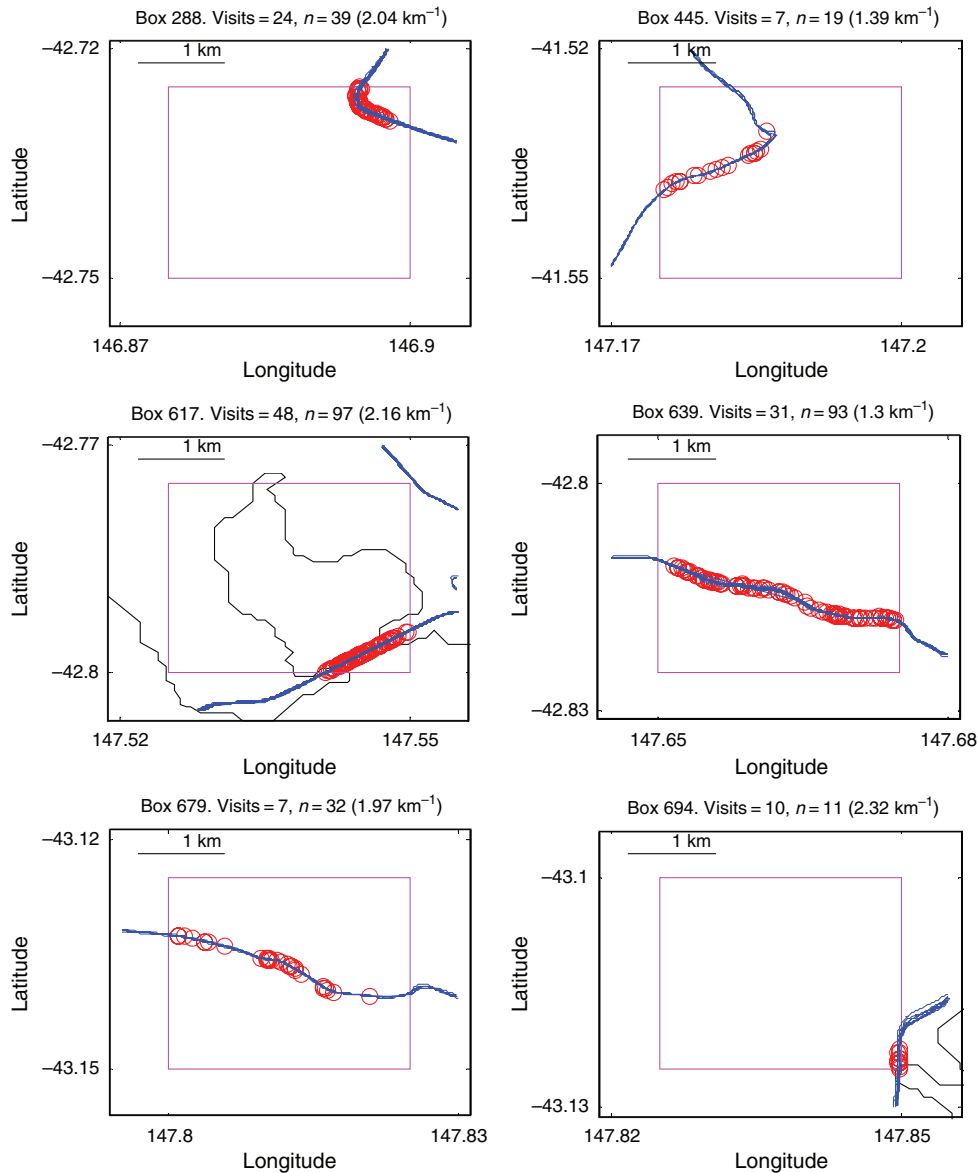 Box 288. Visits = 24, n = 39 (2.04 km⁻¹)
−42.72
1 km
Latitude
−42.75
146.87
146.9
Longitude
Box 445. Visits = 7, n = 19 (1.39 km⁻¹)
−41.52
1 km
Latitude
−41.55
147.17
147.2
Longitude
Box 617. Visits = 48, n = 97 (2.16 km⁻¹)
−42.77
1 km
Latitude
−42.8
147.52
147.55
Longitude
Box 639. Visits = 31, n = 93 (1.3 km⁻¹)
−42.8
1 km
Latitude
−42.83
147.65
147.68
Longitude
Box 679. Visits = 7, n = 32 (1.97 km⁻¹)
−43.12
1 km
Latitude
−43.15
147.8
147.83
Longitude
Box 694. Visits = 10, n = 11 (2.32 km⁻¹)
1 km
−43.1
Latitude
−43.13
147.82
147.85
Longitude